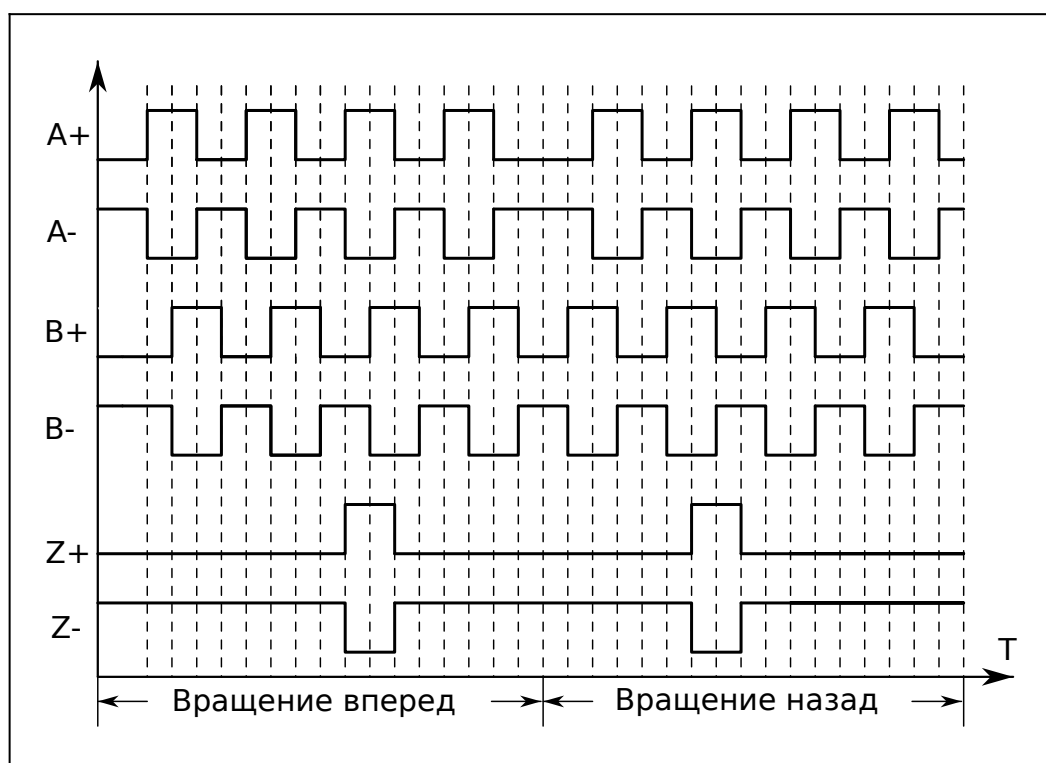 A+
A-
B+
B-
Z+
Z-
T
Вращение вперед
Вращение назад